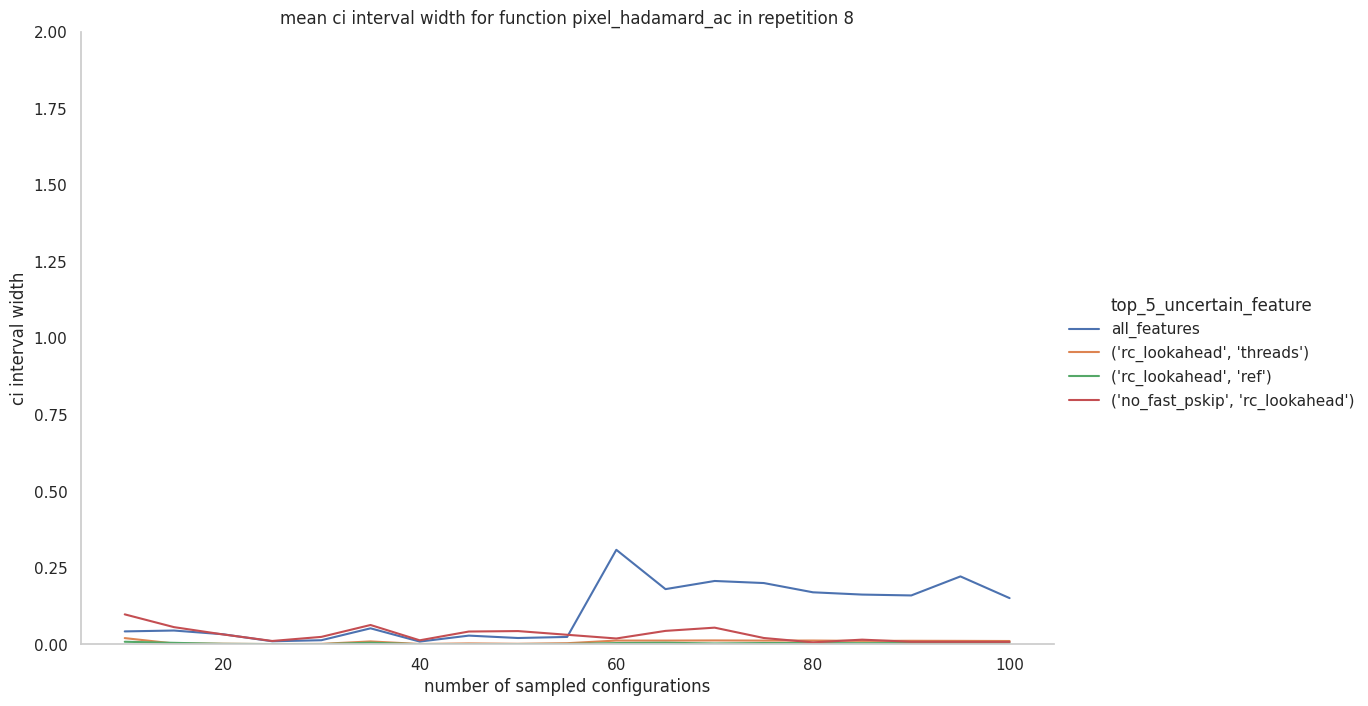 mean ci interval width for function pixel_hadamard_ac in repetition 8
2.00
1.75
1.50
1.25
1.00
0.75
0.50
0.25
0.00
ci interval width
20
40
60
80
100
number of sampled configurations
top_5_uncertain_feature
all_features
('rc_lookahead', 'threads')
('rc_lookahead', 'ref')
('no_fast_pskip', 'rc_lookahead')